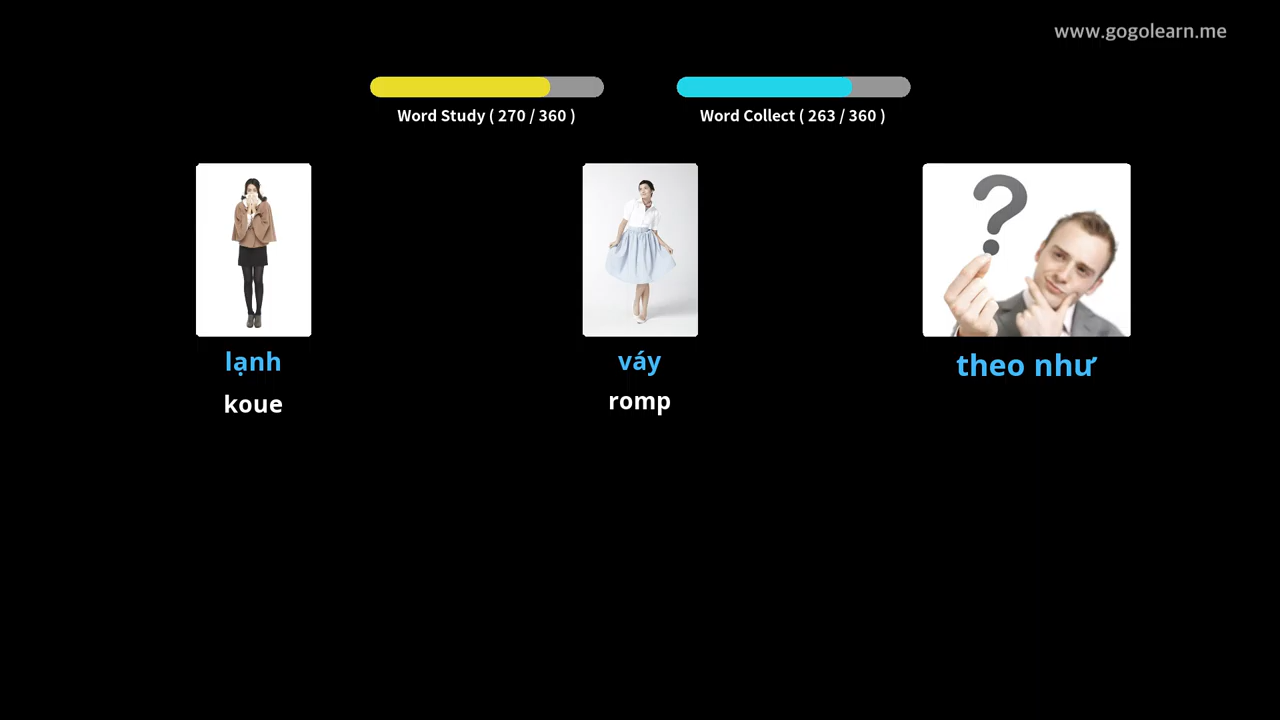 www.gogolearn.me
Word Study ( 270 / 360 )
Word Collect ( 263 / 360 )
lạnh
koue
váy
romp
theo như